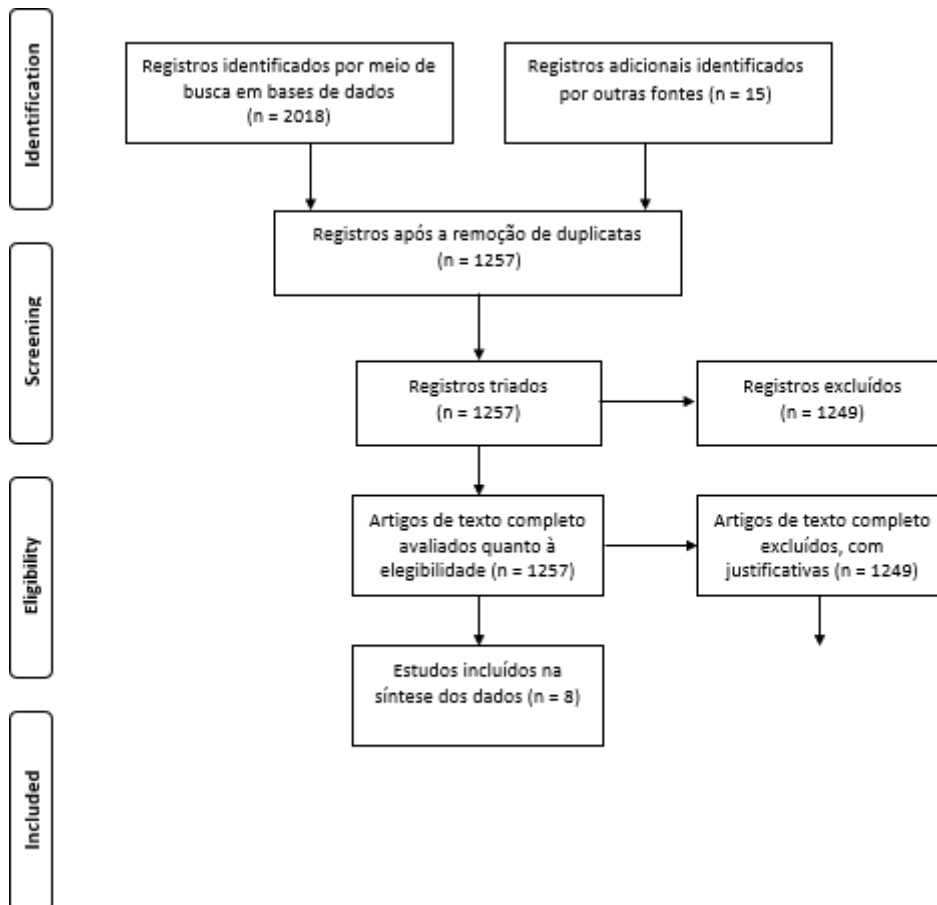 Identification
Registros identificados por meio de
busca em bases de dados
(n = 2018)
Registros adicionais identificados
por outras fontes (n = 15)
Registros após a remoção de duplicatas
(n = 1257)
Screening
Registros triados
(n = 1257)
Registros excluídos
(n = 1249)
Eligibility
Artigos de texto completo
avaliados quanto à
elegibilidade (n = 1257)
Artigos de texto completo
excluídos, com
justificativas (n = 1249)
Estudos incluídos na
síntese dos dados (n = 8)
Included